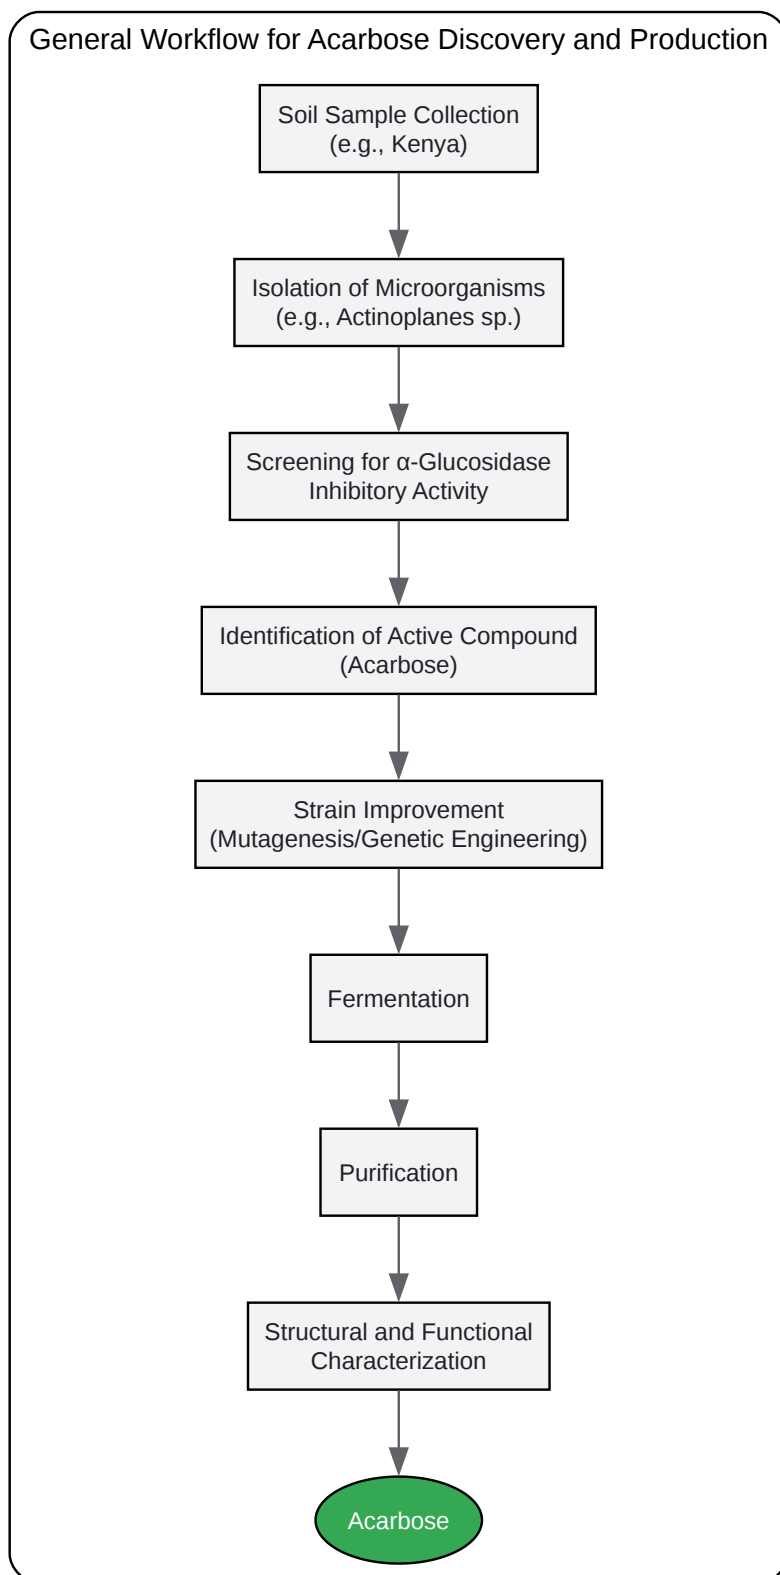 General Workflow for Acarbose Discovery and Production
Soil Sample Collection
(e.g., Kenya)
Isolation of Microorganisms
(e.g., Actinoplanes sp.)
Screening for α-Glucosidase
Inhibitory Activity
Identification of Active Compound
(Acarbose)
Strain Improvement
(Mutagenesis/Genetic Engineering)
Fermentation
Purification
Structural and Functional
Characterization
Acarbose